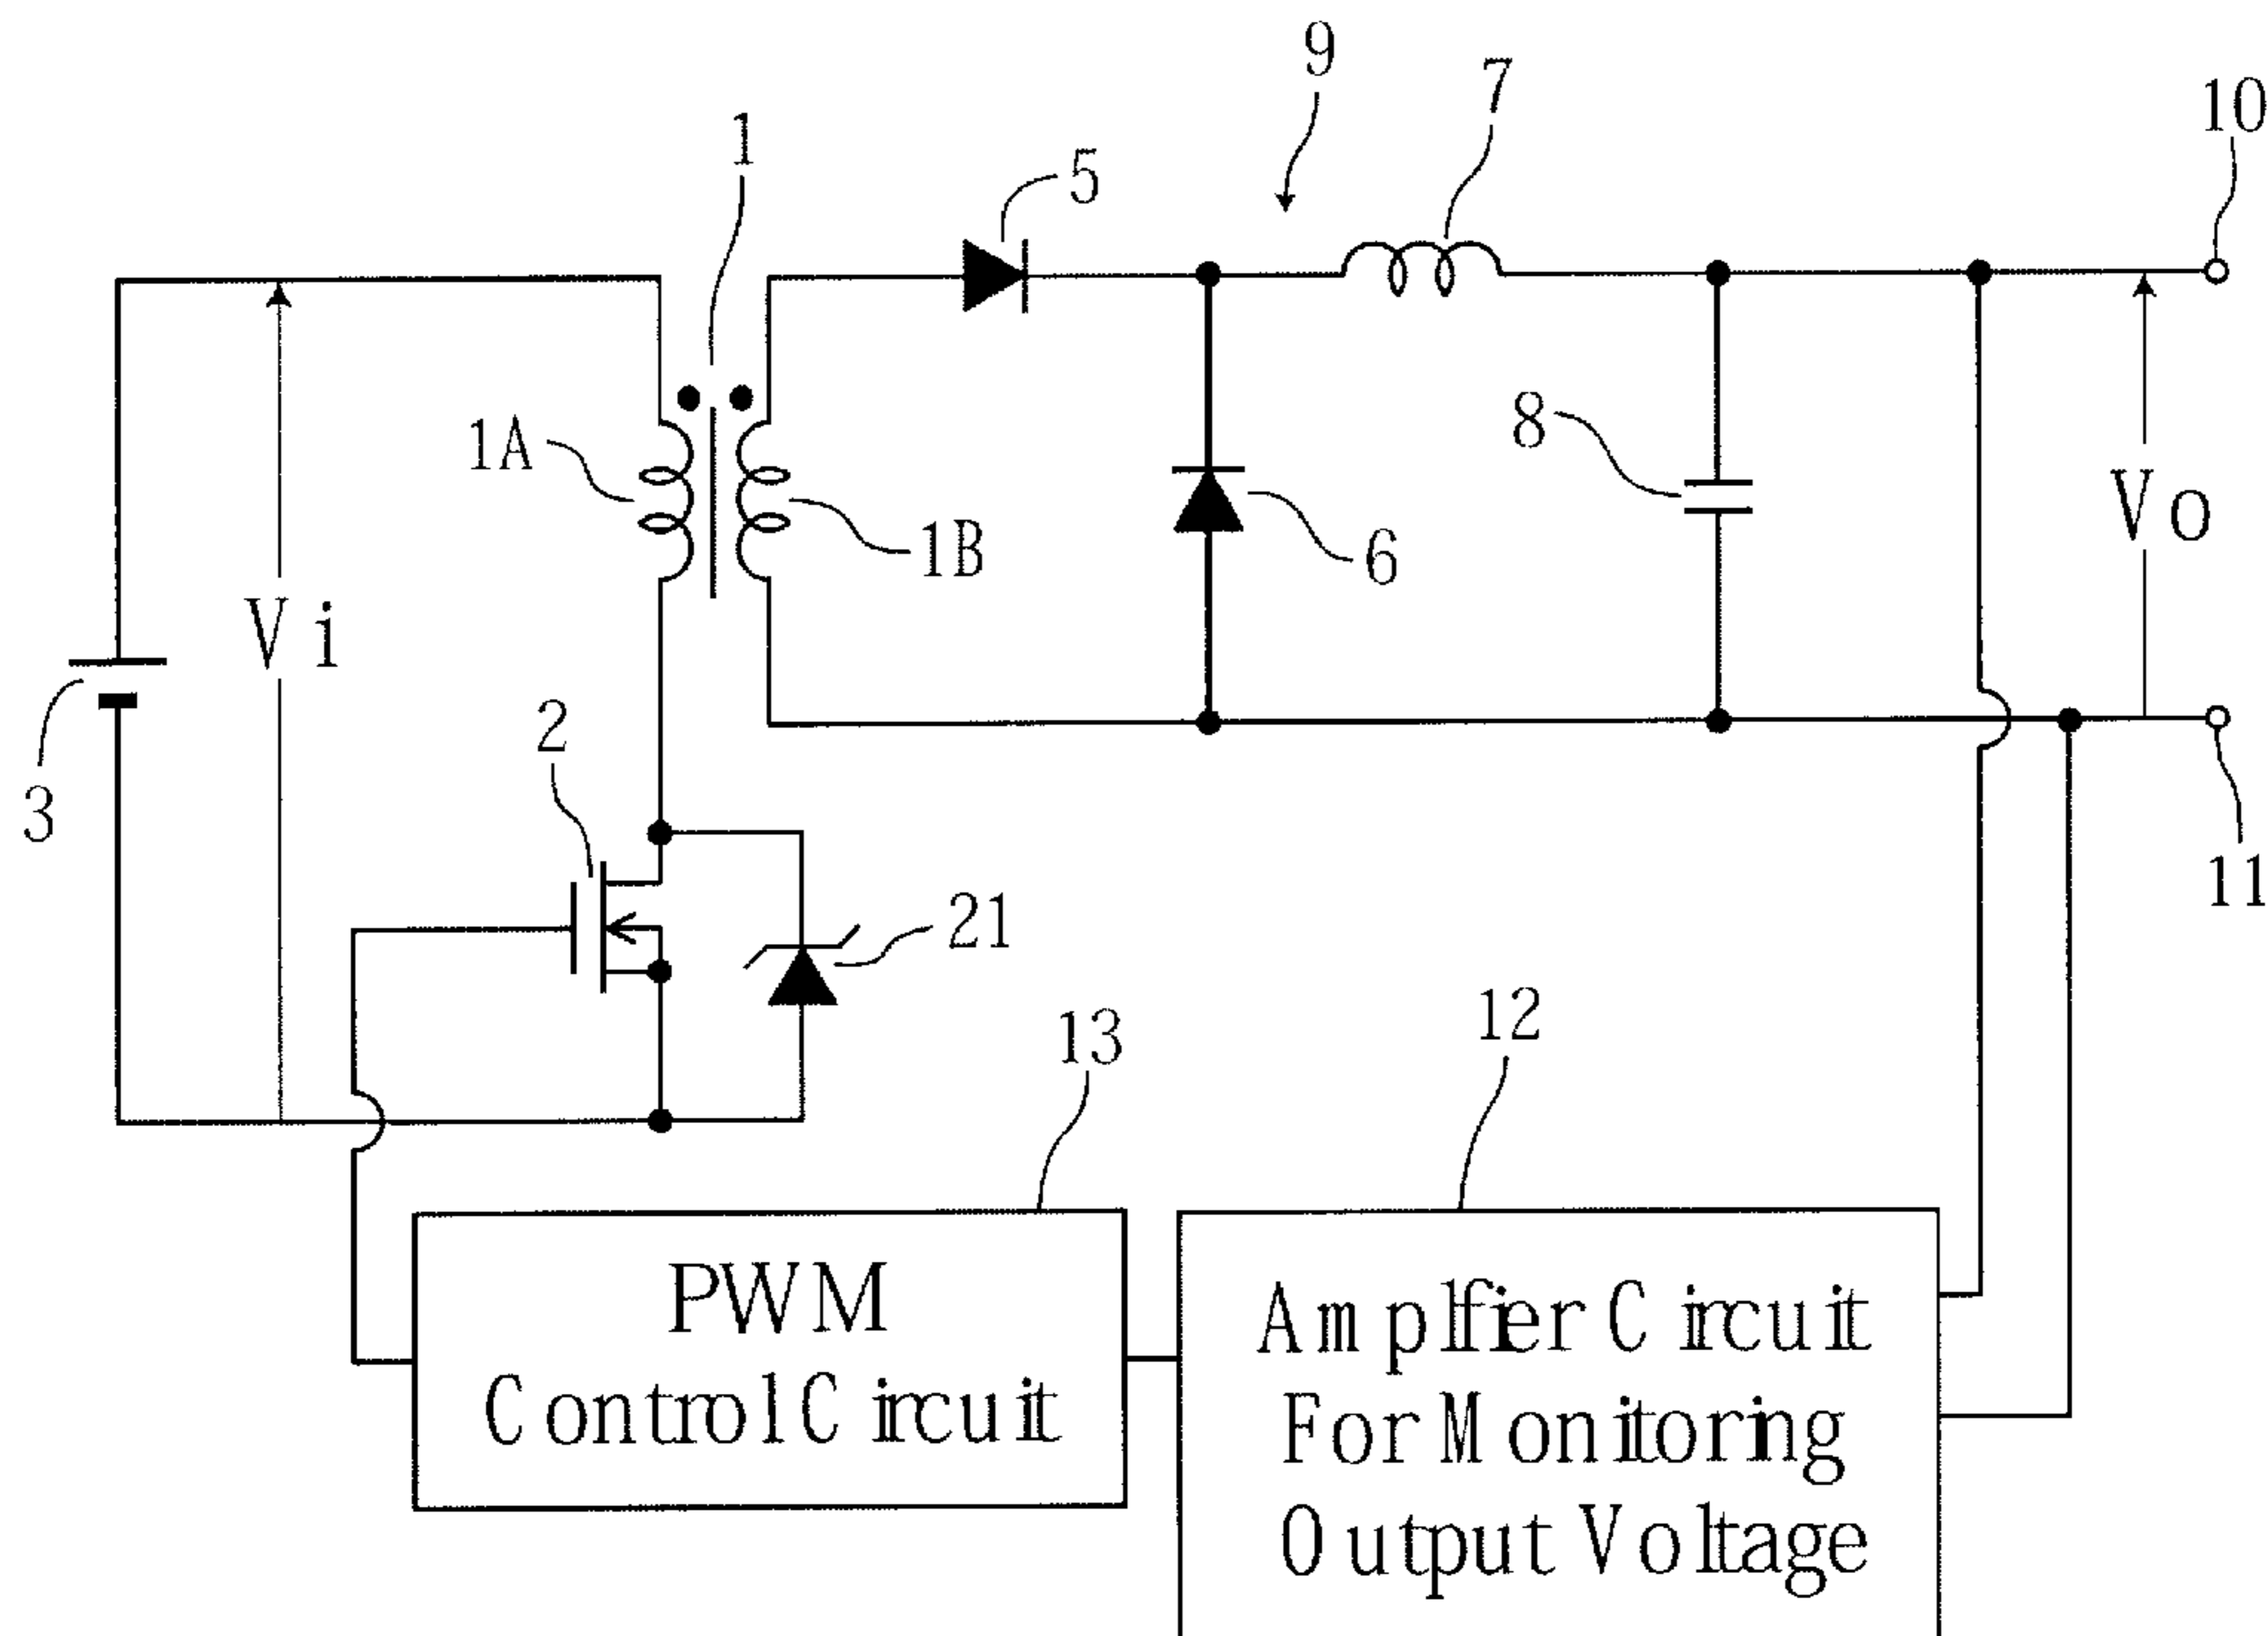 9
7
10
1
5
1A
8
Vi
1B
6
Vo
2
3
11
21
13
12
PWM
Control Circuit
Amplfier Circuit
For Monitoring
Output Voltage